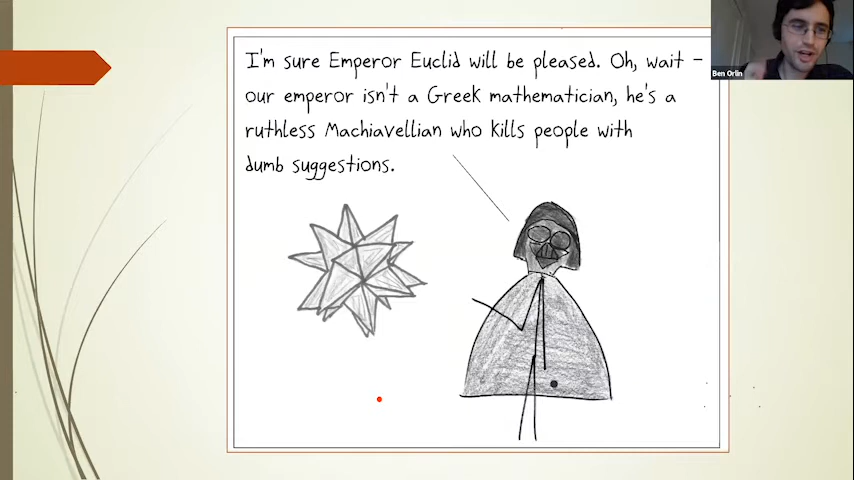 I'm sure Emperor Euclid will be pleased. Oh, wait –
our emperor isn't a Greek mathematician, he's a
ruthless Machiavellian who kills people with
dumb suggestions.
Ben Orlin